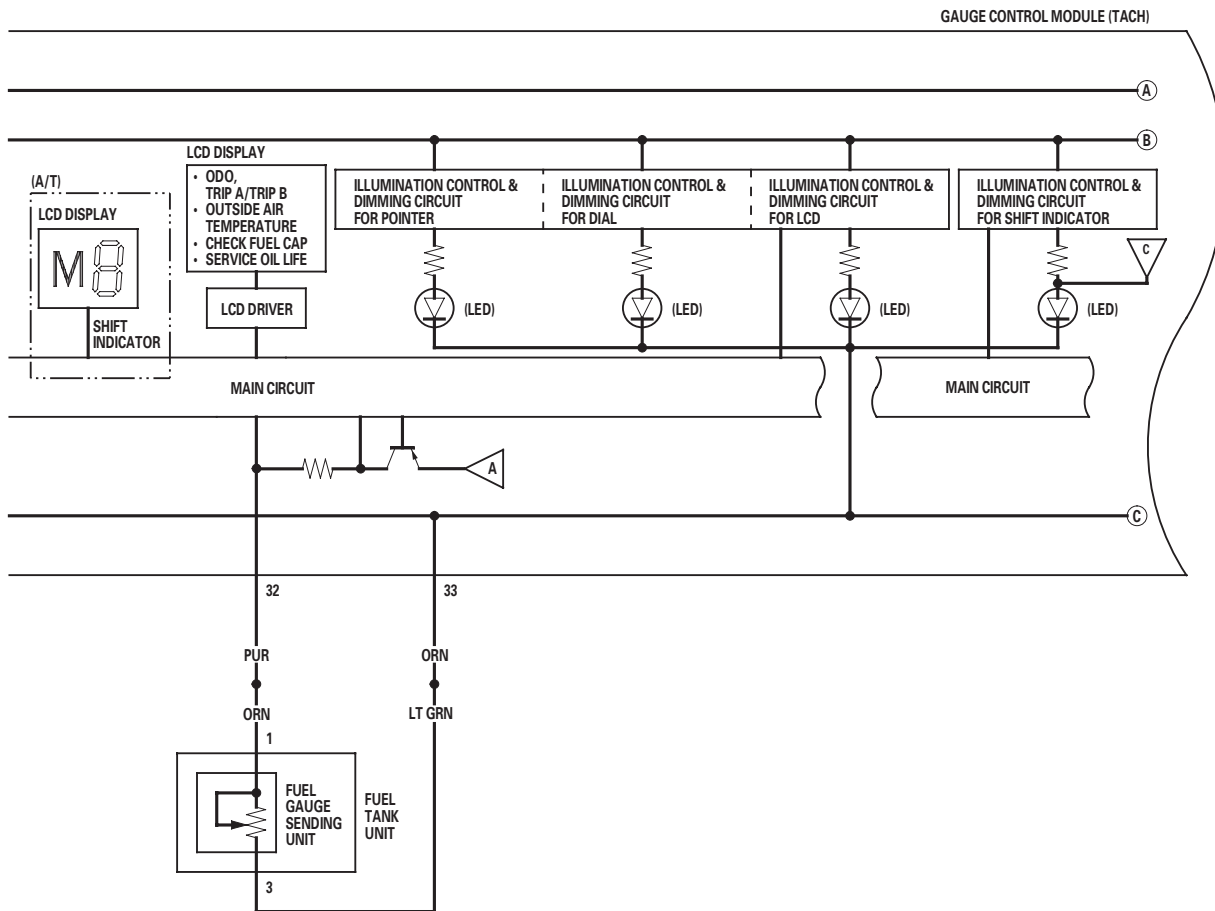 GAUGE CONTROL MODULE (TACH)
A
B
(A/T)
LCD DISPLAY
M8
SHIFT
INDICATOR
LCD DISPLAY
• ODO,
TRIP A/TRIP B
• OUTSIDE AIR
TEMPERATURE
• CHECK FUEL CAP
• SERVICE OIL LIFE
LCD DRIVER
ILLUMINATION CONTROL &
DIMMING CIRCUIT
FOR POINTER
ILLUMINATION CONTROL &
DIMMING CIRCUIT
FOR DIAL
ILLUMINATION CONTROL &
DIMMING CIRCUIT
FOR LCD
ILLUMINATION CONTROL &
DIMMING CIRCUIT
FOR SHIFT INDICATOR
C
(LED)
(LED)
(LED)
(LED)
MAIN CIRCUIT
MAIN CIRCUIT
A
C
32
33
PUR
ORN
ORN
LT GRN
1
FUEL
GAUGE
SENDING
UNIT
FUEL
TANK
UNIT
3